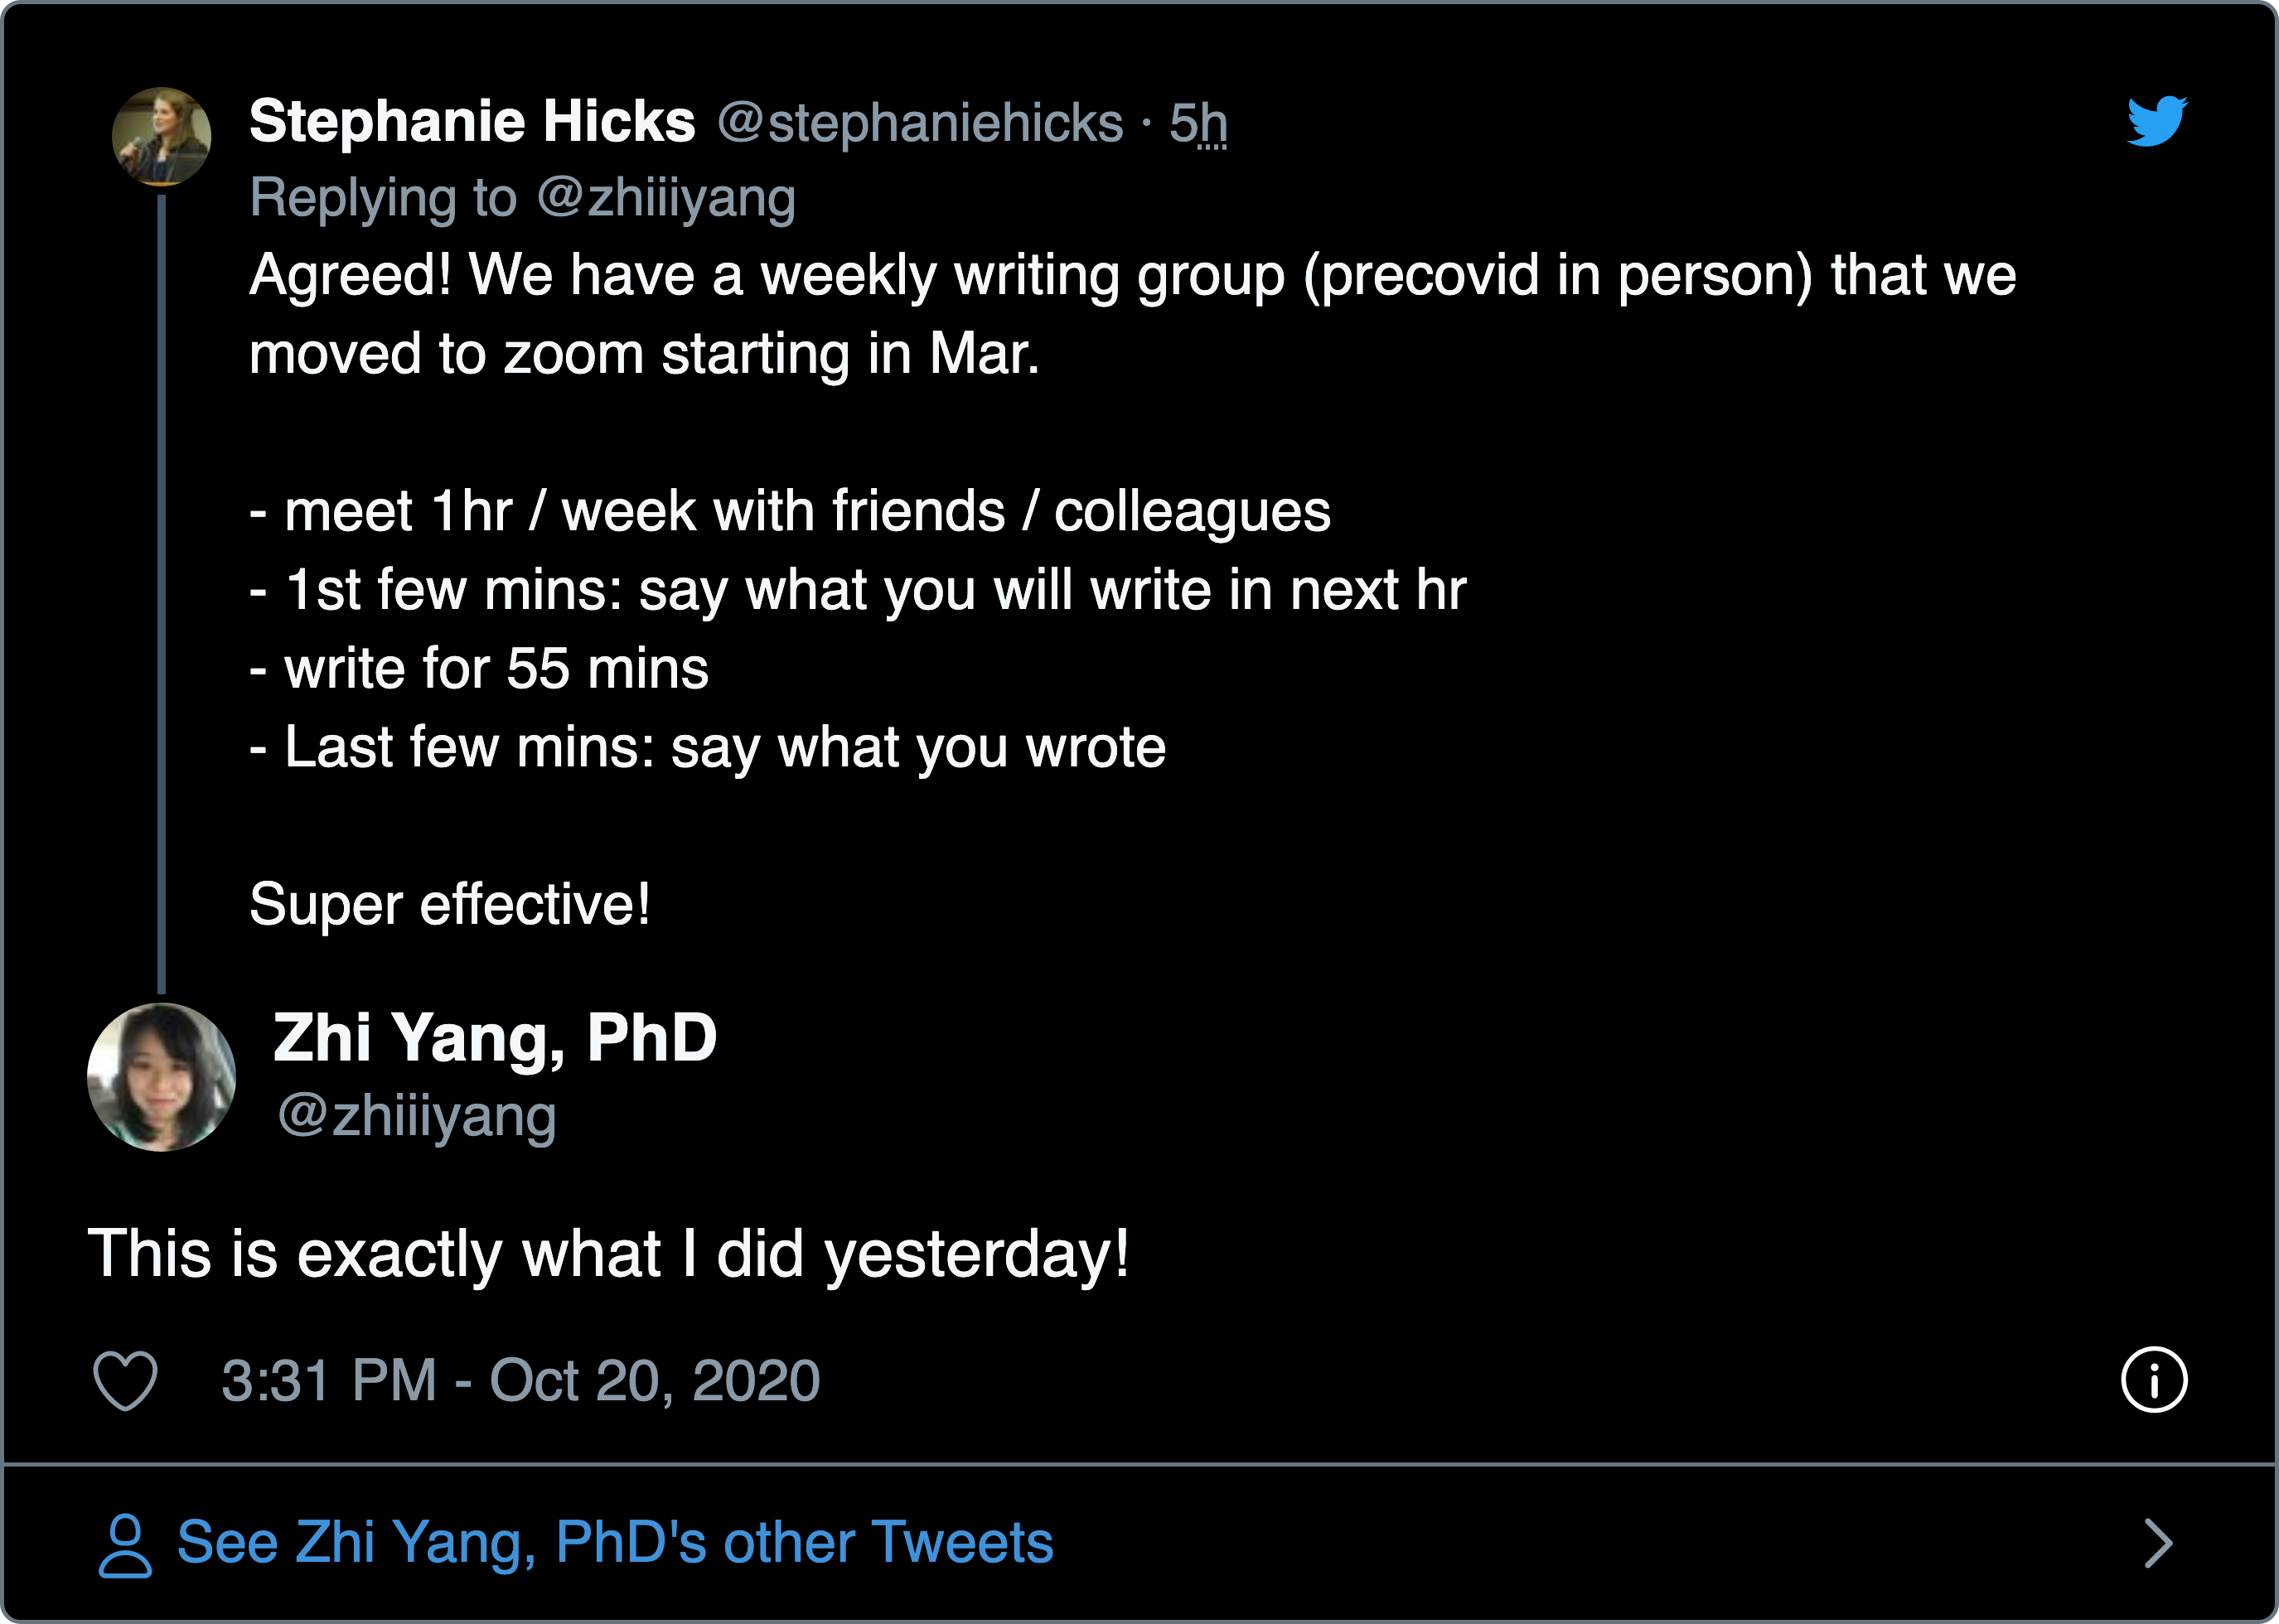 Stephanie Hicks @stephaniehicks · 5h
Replying to @zhiiiyang
Agreed! We have a weekly writing group (precovid in person) that we
moved to zoom starting in Mar.
- meet 1hr / week with friends / colleagues
- 1st few mins: say what you will write in next hr
- write for 55 mins
- Last few mins: say what you wrote
Super effective!
Zhi Yang, PhD
@zhiiiyang
This is exactly what I did yesterday!
3:31 PM - Oct 20, 2020
See Zhi Yang, PhD's other Tweets